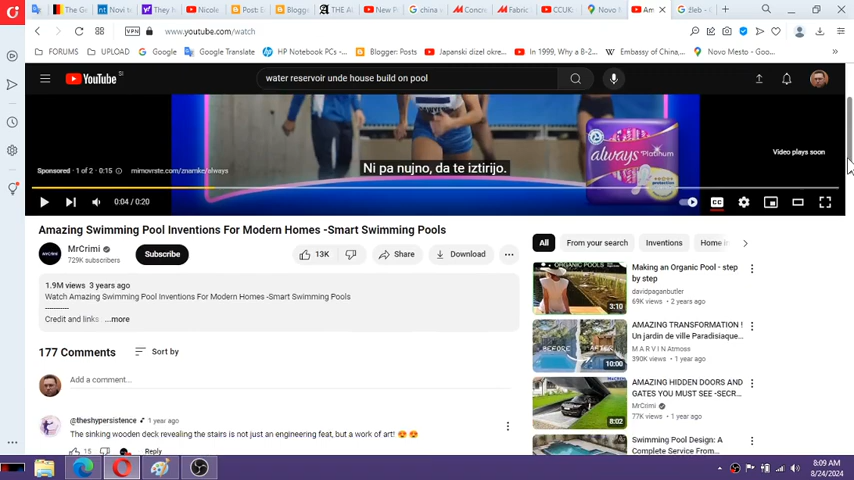 The Ge
Novi s
They h
Nicole
Post: E
Blogge
THE A
New P
china
Concre
Fabric
CCUK:
Novo M
Am
žleb -
VPN
www.youtube.com/watch
FORUMS
UPLOAD
Google
Google Translate
HP Notebook PCs
Blogger: Posts
Japanski dizel okre...
In 1999, Why a B-2...
Embassy of China,...
Novo Mesto - Goo...
YouTube SI
water reservoir unde house build on pool
Ni pa nujno, da te iztirijo.
always Platinum
Video plays soon
Sponsored · 1 of 2 · 0:15
mimovrste.com/znamke/always
0:04 / 0:20
CC
Amazing Swimming Pool Inventions For Modern Homes -Smart Swimming Pools
MrCrimi
729K subscribers
Subscribe
13K
Share
Download
1.9M views 3 years ago
Watch Amazing Swimming Pool Inventions For Modern Homes -Smart Swimming Pools
Credit and links
...more
177 Comments
Sort by
Add a comment...
@theshypersistence
1 year ago
The sinking wooden deck revealing the stairs is not just an engineering feat, but a work of art! 😍 😍
15
Reply
All
From your search
Inventions
Home i
ORGANIC POOLS
3:10
Making an Organic Pool - step
by step
davidpaganbutler
69K views · 2 years ago
BEFORE
AFTER
10:00
AMAZING TRANSFORMATION !
Un jardin de ville Paradisiaque...
M A R V I N Atmoss
390K views · 1 year ago
8:02
AMAZING HIDDEN DOORS AND
GATES YOU MUST SEE -SECR...
MrCrimi
77K views · 1 year ago
Swimming Pool Design: A
Complete Service From...
8:09 AM
8/24/2024